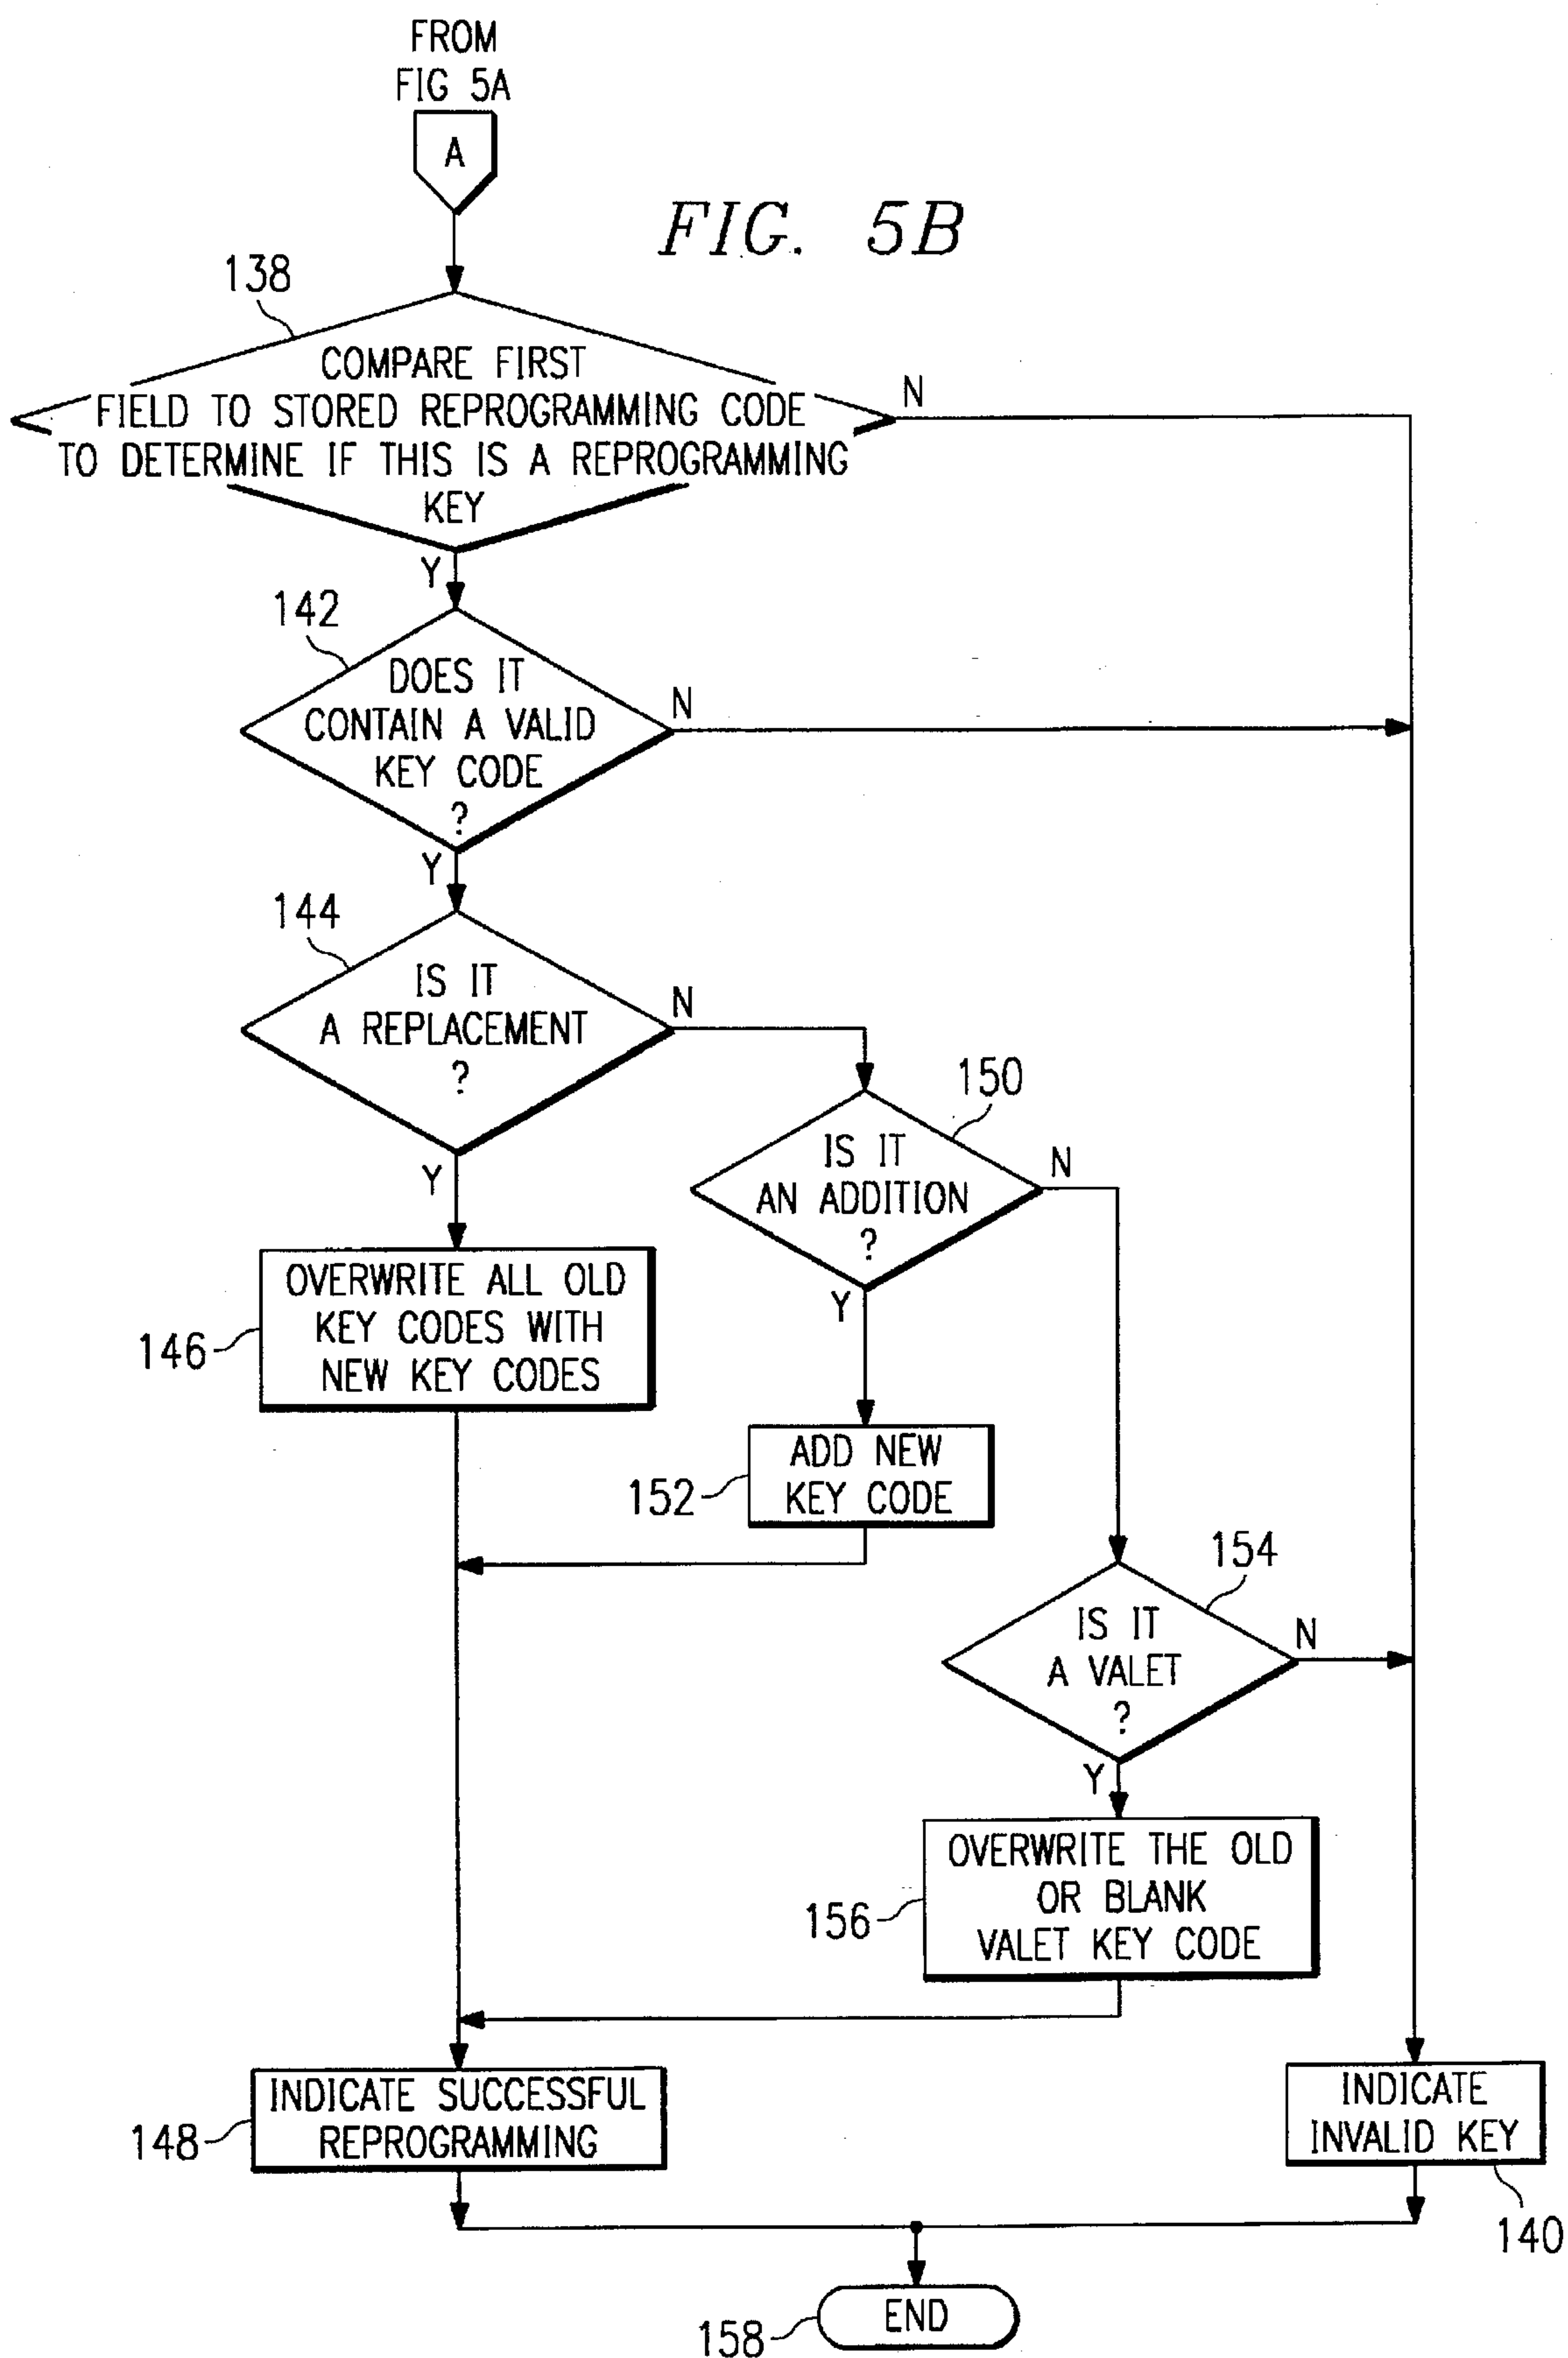 FROM
FIG 5A
A
FIG. 5B
138
COMPARE FIRST
FIELD TO STORED REPROGRAMMING CODE
TO DETERMINE IF THIS IS A REPROGRAMMING
KEY
N
Y
142
DOES IT
CONTAIN A VALID
KEY CODE
?
N
Y
144
IS IT
A REPLACEMENT
?
N
Y
150
IS IT
AN ADDITION
?
N
Y
OVERWRITE ALL OLD
KEY CODES WITH
NEW KEY CODES
146
ADD NEW
KEY CODE
152
154
IS IT
A VALET
?
N
Y
OVERWRITE THE OLD
OR BLANK
VALET KEY CODE
156
INDICATE SUCCESSFUL
REPROGRAMMING
148
INDICATE
INVALID KEY
140
END
158